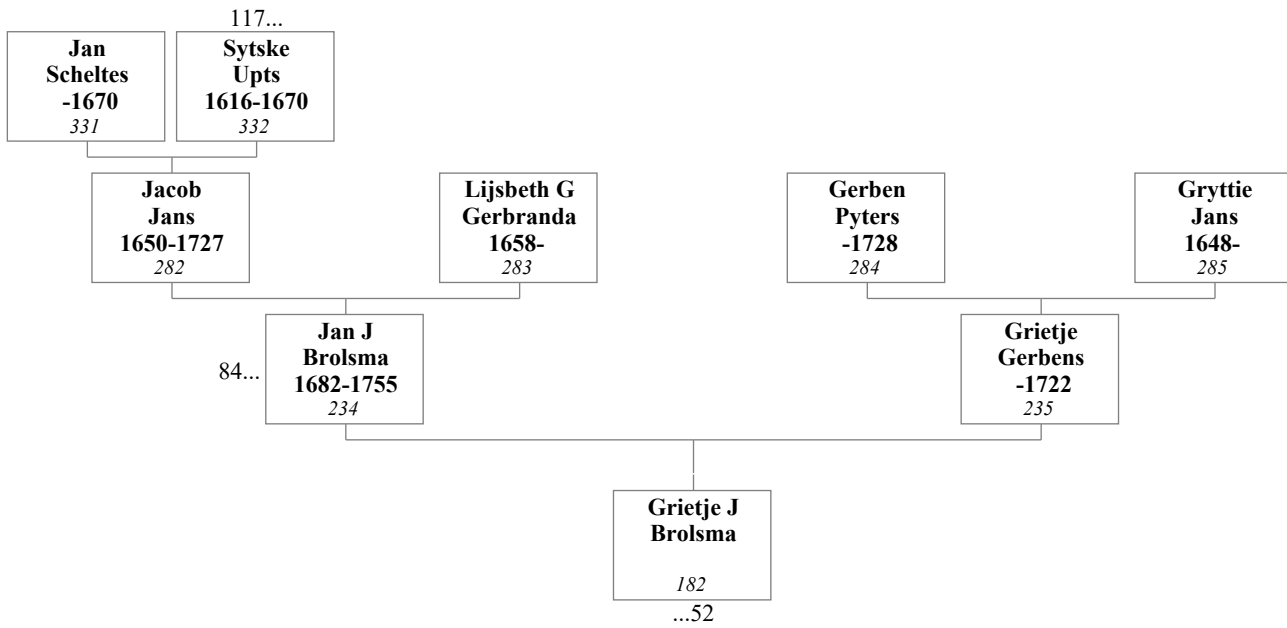 117...
Jan
Scheltes
-1670
331
Sytske
Upts
1616-1670
332
Jacob
Jans
1650-1727
282
Lijsbeth G
Gerbranda
1658-
283
Gerben
Pyters
-1728
284
Gryttie
Jans
1648-
285
84...
Jan J
Brolsma
1682-1755
234
Grietje
Gerbens
-1722
235
Grietje J
Brolsma
182
...52